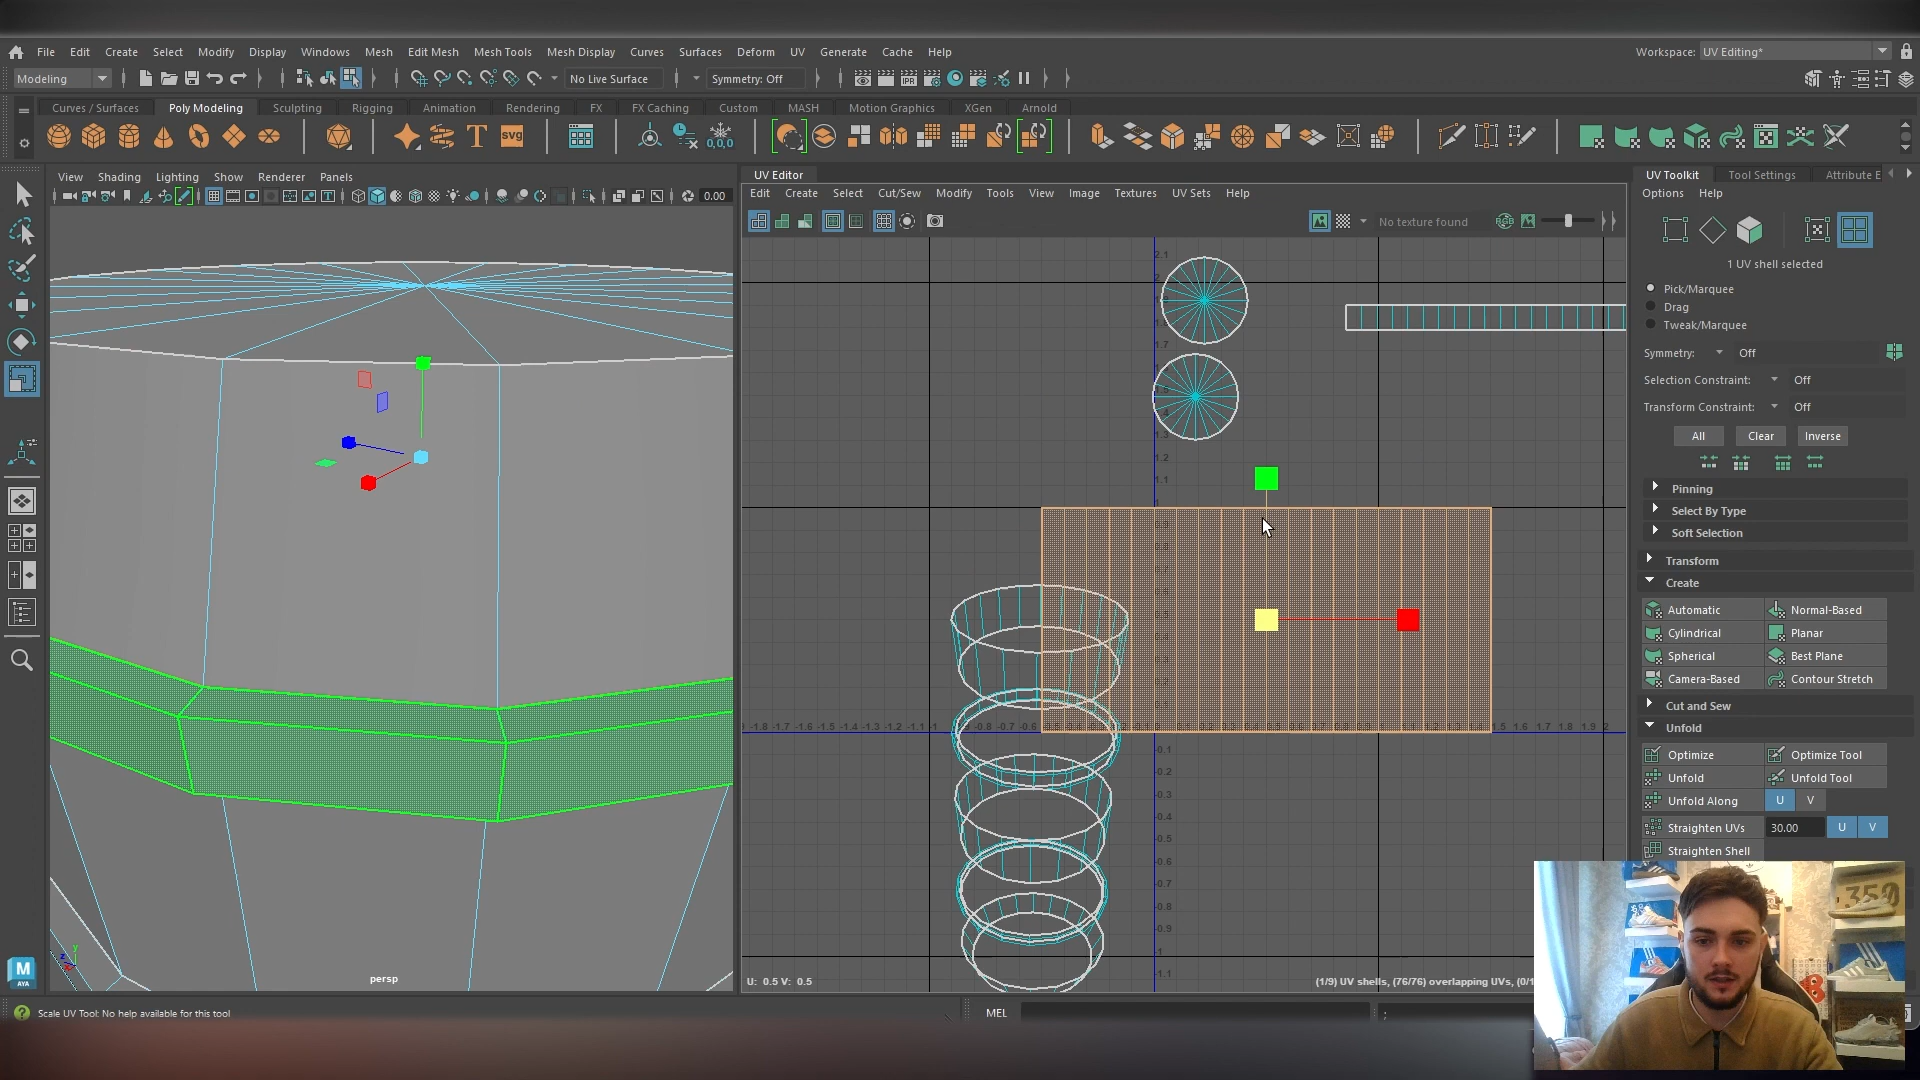 File Edit Create Select Modify Display Windows Mesh Edit Mesh Mesh Tools Mesh Display Curves Surfaces Deform UV Generate Cache Help
Workspace: UV Editing*
Modeling
No Live Surface
Symmetry: Off
Curves / Surfaces Poly Modeling Sculpting Rigging Animation Rendering FX FX Caching Custom MASH Motion Graphics XGen Arnold
T svg
0,0,0
View Shading Lighting Show Renderer Panels
0.00
UV Editor
Edit Create Select Cut/Sew Modify Tools View Image Textures UV Sets Help
No texture found
UV Toolkit Tool Settings Attribute E
Options Help
1 UV shell selected
Pick/Marquee
Drag
Tweak/Marquee
Symmetry: Off
Selection Constraint: Off
Transform Constraint: Off
All Clear Inverse
Pinning
Select By Type
Soft Selection
Transform
Create
Automatic Normal-Based
Cylindrical Planar
Spherical Best Plane
Camera-Based Contour Stretch
Cut and Sew
Unfold
Optimize Optimize Tool
Unfold Unfold Tool
Unfold Along U V
Straighten UVs 30.00 U V
Straighten Shell
persp
U: 0.5 V: 0.5
(1/9) UV shells, (76/76) overlapping UVs, (0/1
M
AYA
Scale UV Tool: No help available for this tool
MEL
350